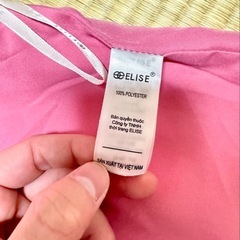 ELISE
100% POLYESTER
Bản quyền thuộc
Công ty TNHH
thời trang ELISE
SẢN XUẤT TẠI VIỆT NAM